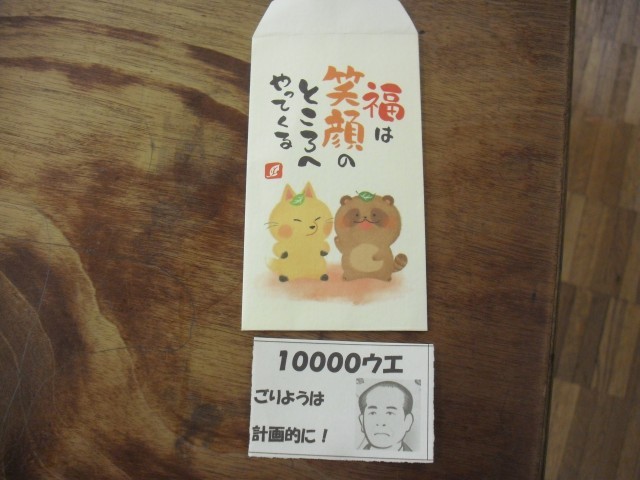 福は
笑顔の
ところへ
やってくる
10000ウエ
ごりようは
計画的に！